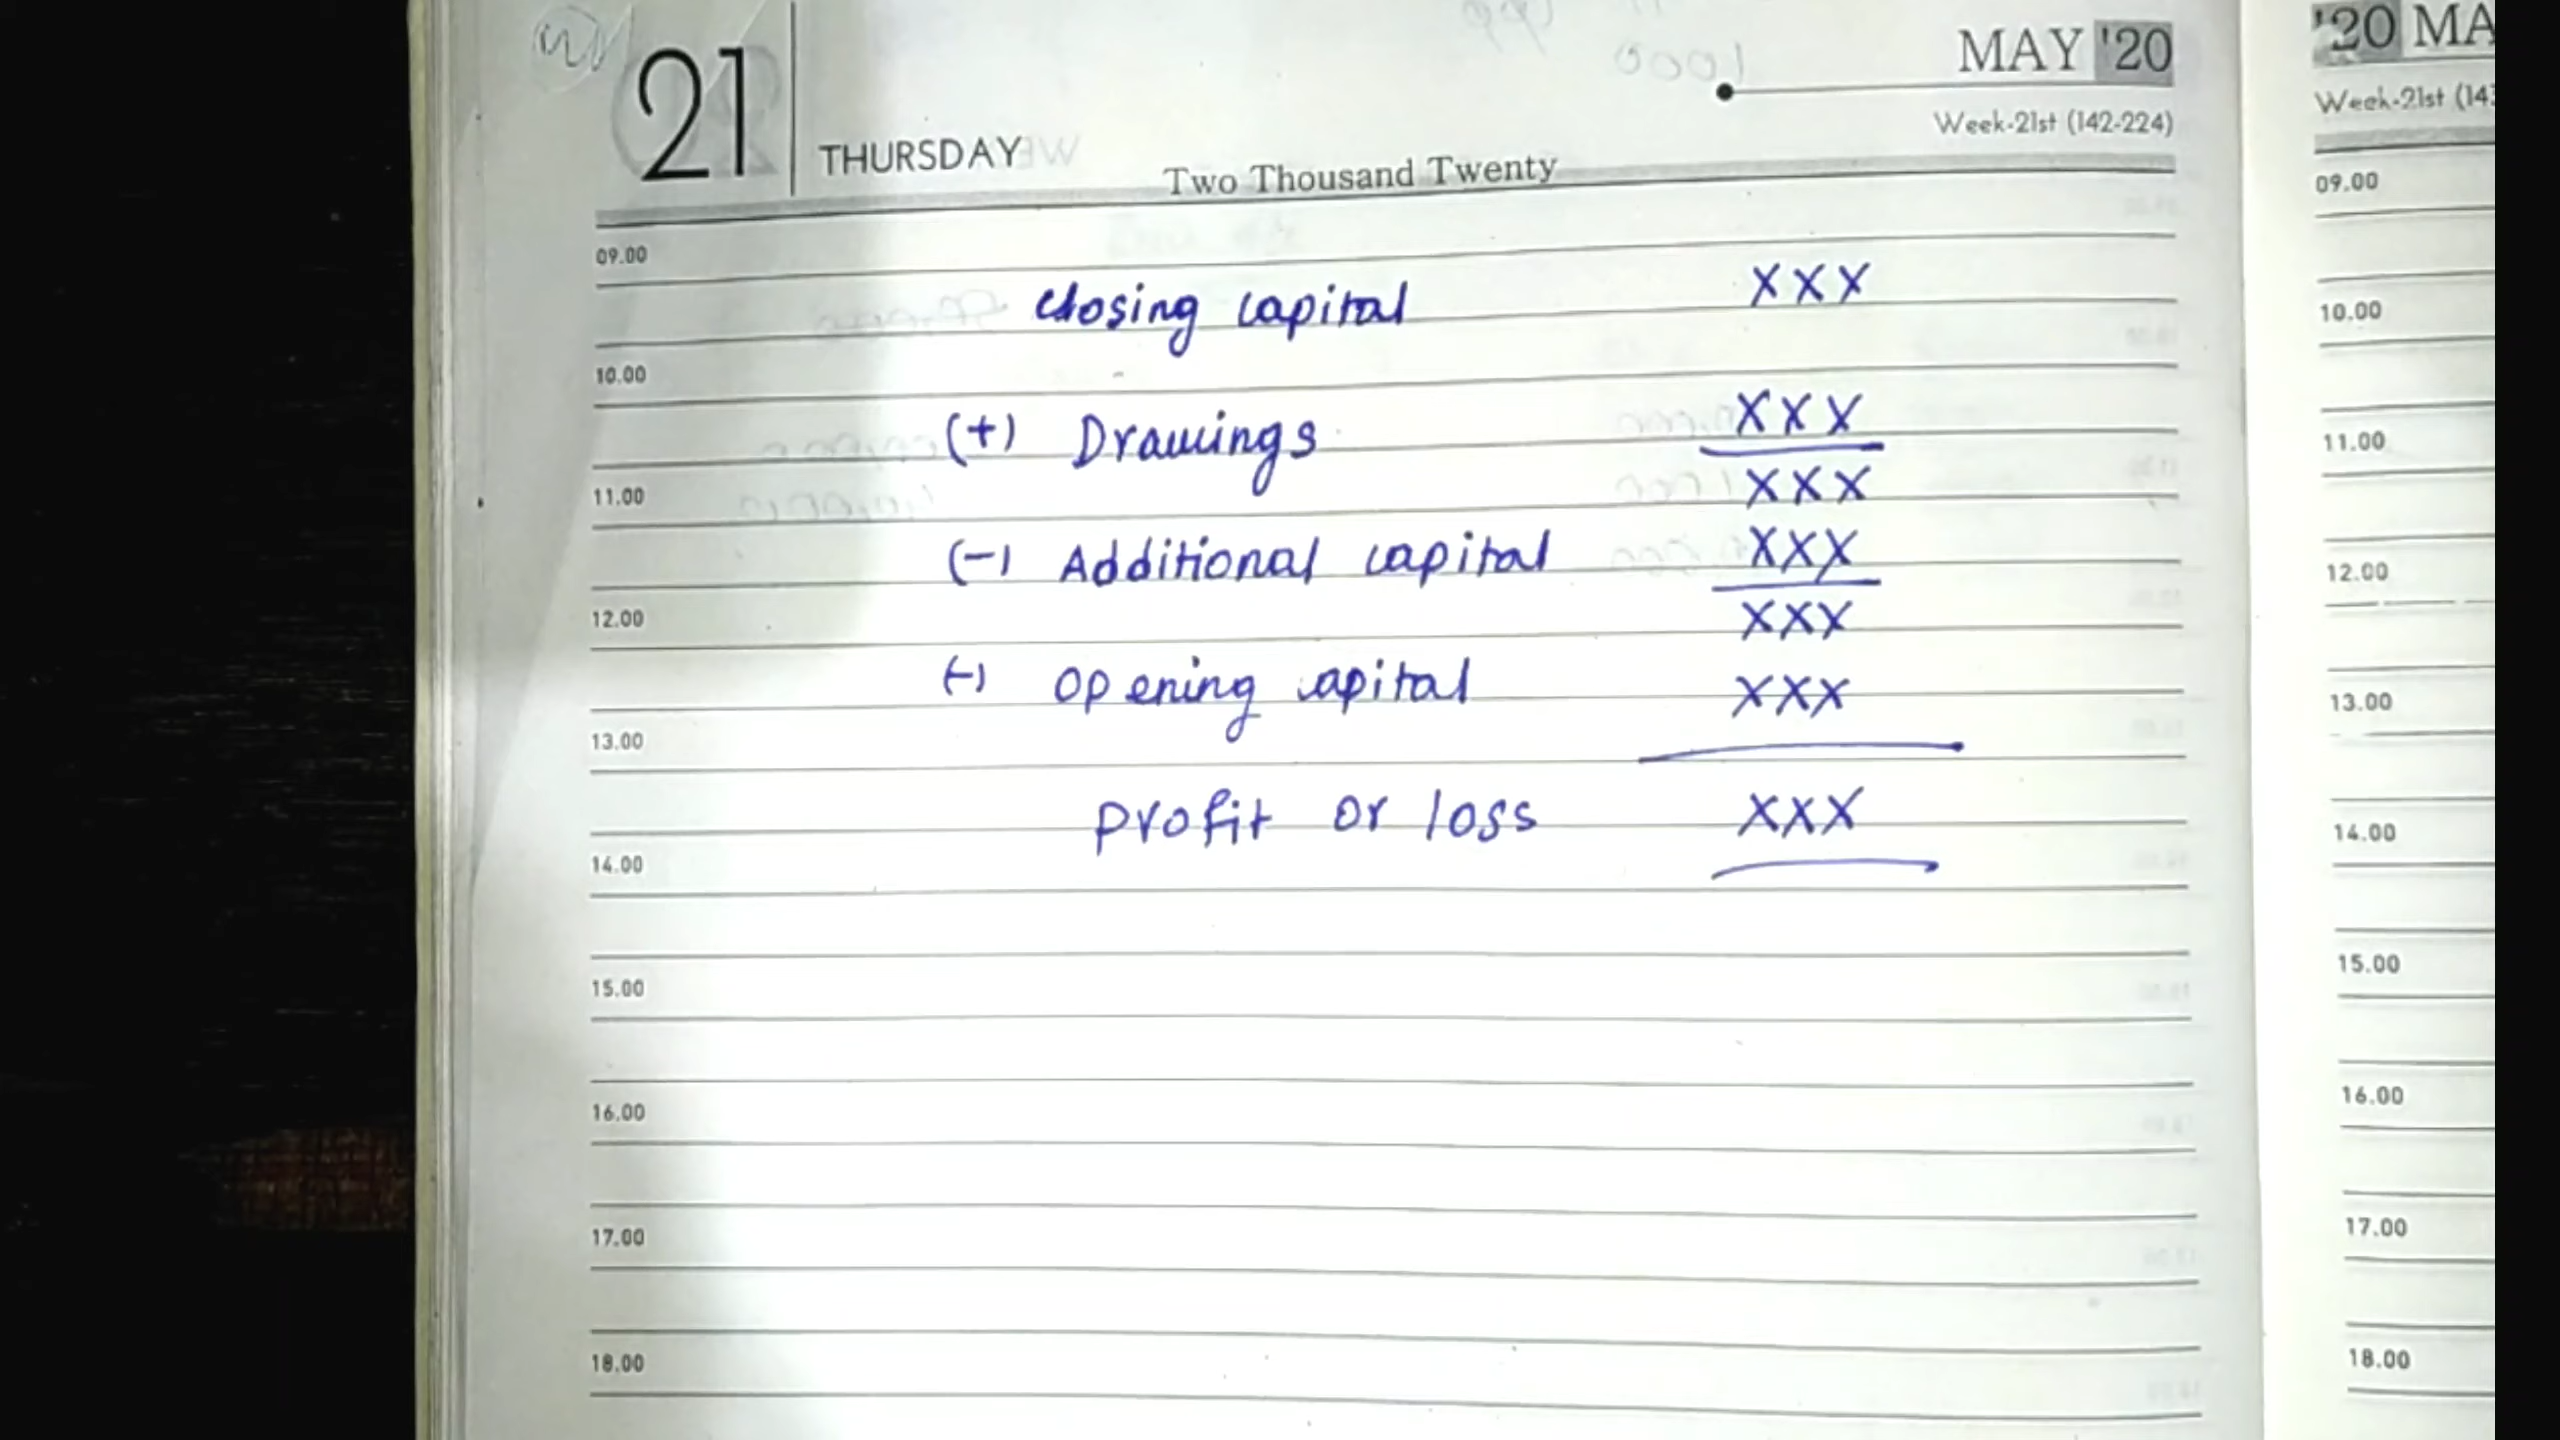 21
THURSDAY
Two Thousand Twenty
MAY '20
Week-21st (142-224)
09.00
closing capital XXX
10.00
(+) Drawings XXX
11.00
XXX
(-) Additional capital XXX
12.00
XXX
(-) opening capital XXX
13.00
profit or loss XXX
14.00
15.00
16.00
17.00
18.00
'20 MA
Week-21st (14
09.00
10.00
11.00
12.00
13.00
14.00
15.00
16.00
17.00
18.00